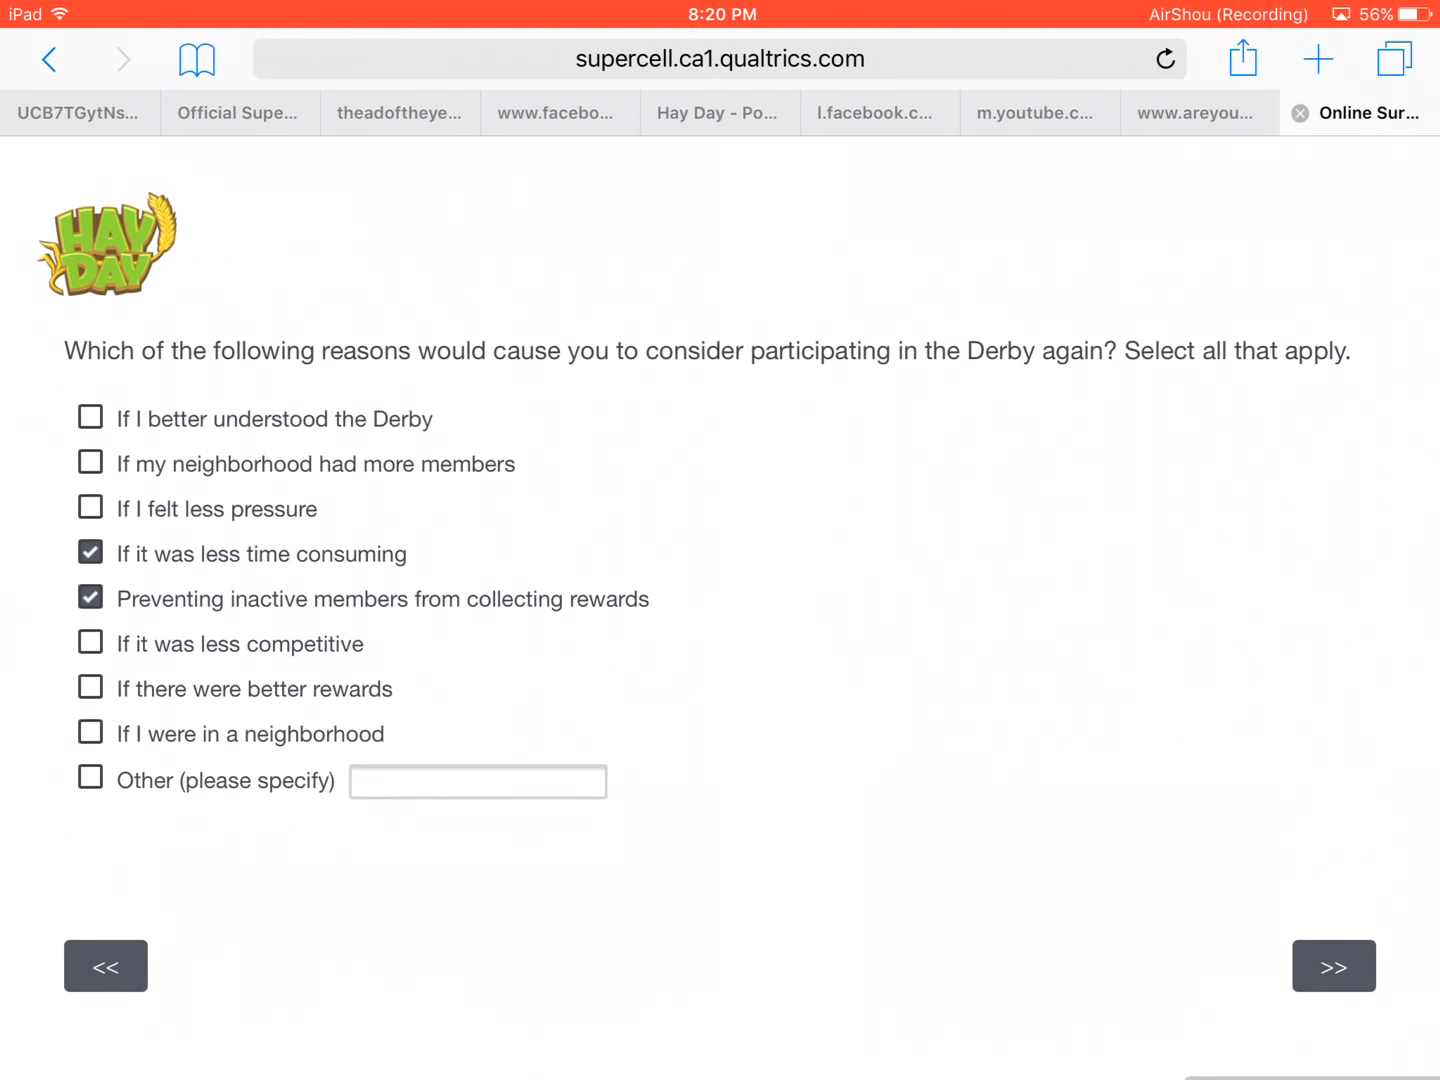 iPad 8:20 PM AirShou (Recording) 56%
supercell.ca1.qualtrics.com
UCB7TGytNs... Official Supe... theadoftheye... www.facebo... Hay Day - Po... l.facebook.c... m.youtube.c... www.areyou... Online Sur...
HAY
DAY
Which of the following reasons would cause you to consider participating in the Derby again? Select all that apply.
If I better understood the Derby
If my neighborhood had more members
If I felt less pressure
If it was less time consuming
Preventing inactive members from collecting rewards
If it was less competitive
If there were better rewards
If I were in a neighborhood
Other (please specify)
<< >>